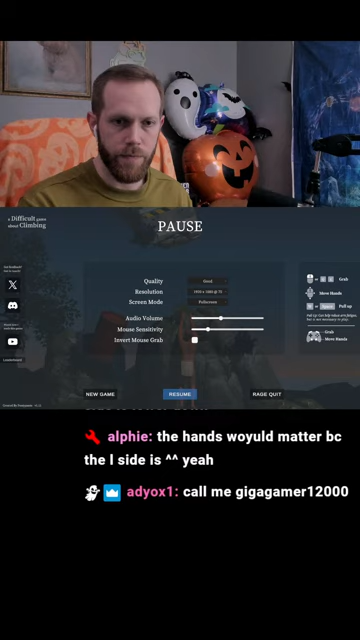 a Difficult game
about Climbing
PAUSE
Quality
Good
Resolution
Screen Mode
Fullscreen
Audio Volume
Mouse Sensitivity
Invert Mouse Grab
Grab
Move Hands
Pull up
Grab
Move Hands
Leaderboard
NEW GAME
RESUME
RAGE QUIT
alphie: the hands woyuld matter bc
the l side is ^^ yeah
adyox1: call me gigagamer12000